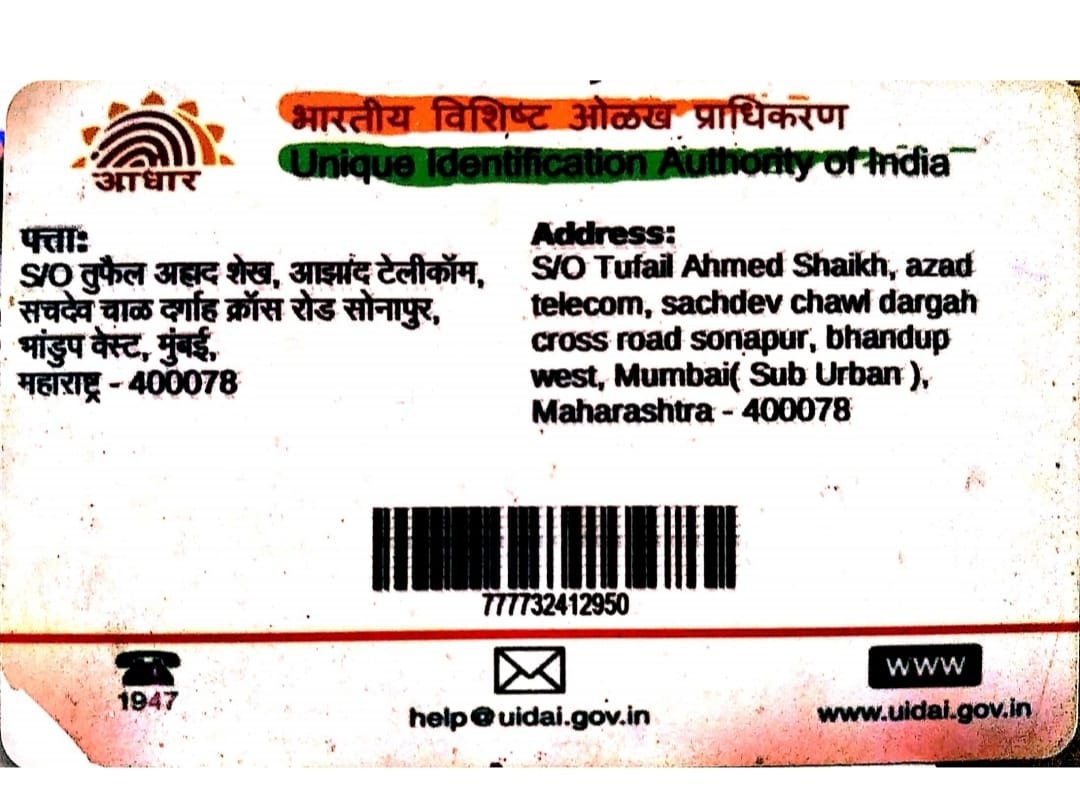 आधार
भारतीय विशिष्ट ओळख प्राधिकरण
Unique Identification Authority of India
पत्ता:
S/O तुफैल अहमद शेख, आझाद टेलीकॉम,
सचदेव चाळ दर्गाह क्रॉस रोड सोनापुर,
भांडुप वेस्ट, मुंबई,
महाराष्ट्र - 400078
Address:
S/O Tufail Ahmed Shaikh, azad
telecom, sachdev chawl dargah
cross road sonapur, bhandup
west, Mumbai( Sub Urban ),
Maharashtra - 400078
777732412950
1947
help@uidai.gov.in
www
www.uidai.gov.in